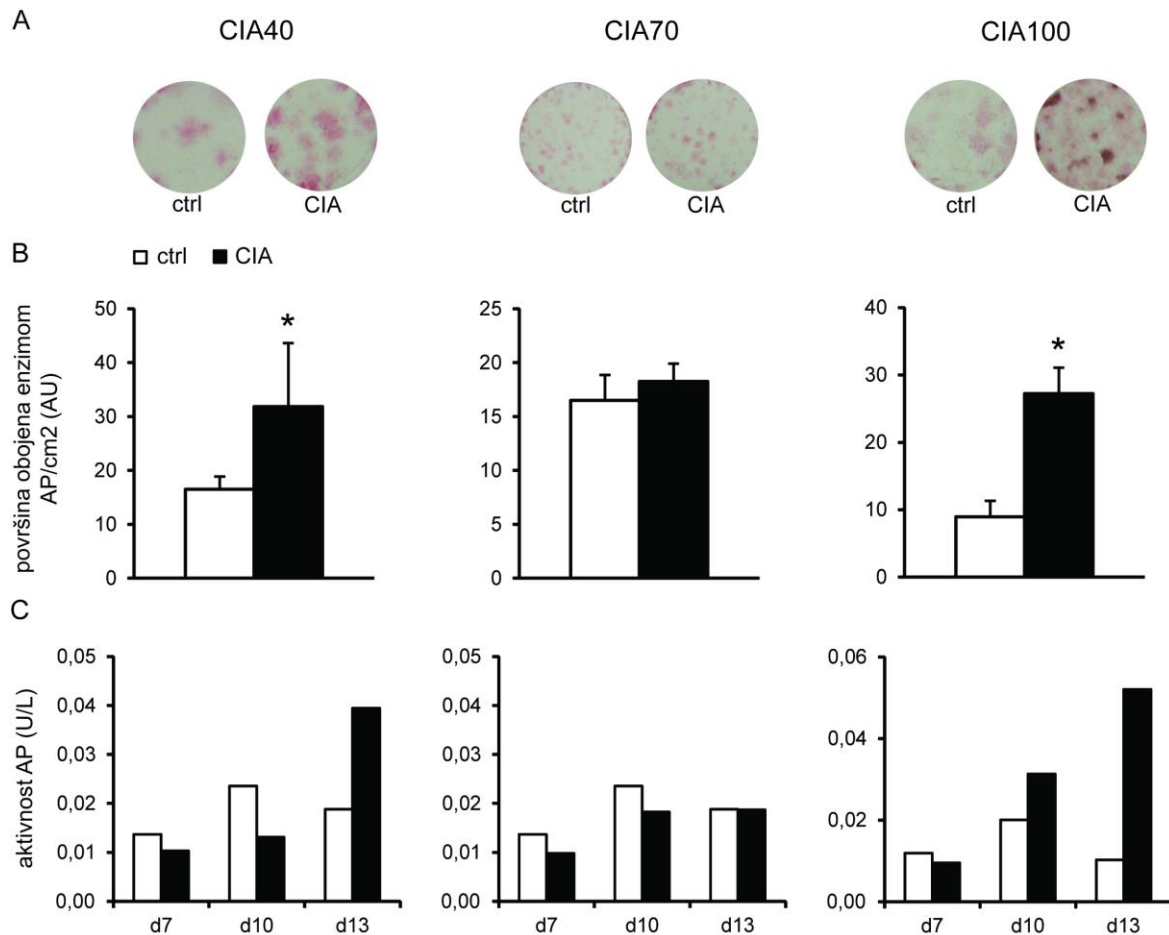 A
CIA40 CIA70 CIA100
ctrl CIA ctrl CIA ctrl CIA
B
ctrl CIA
površina obojena enzimom
AP/cm2 (AU)
50
40
30
20
10
0
*
25
20
15
10
5
0
40
30
20
10
0
*
C
aktivnost AP (U/L)
0,05
0,04
0,03
0,02
0,01
0,00
d7 d10 d13
0,05
0,04
0,03
0,02
0,01
0,00
d7 d10 d13
0,06
0,04
0,02
0,00
d7 d10 d13